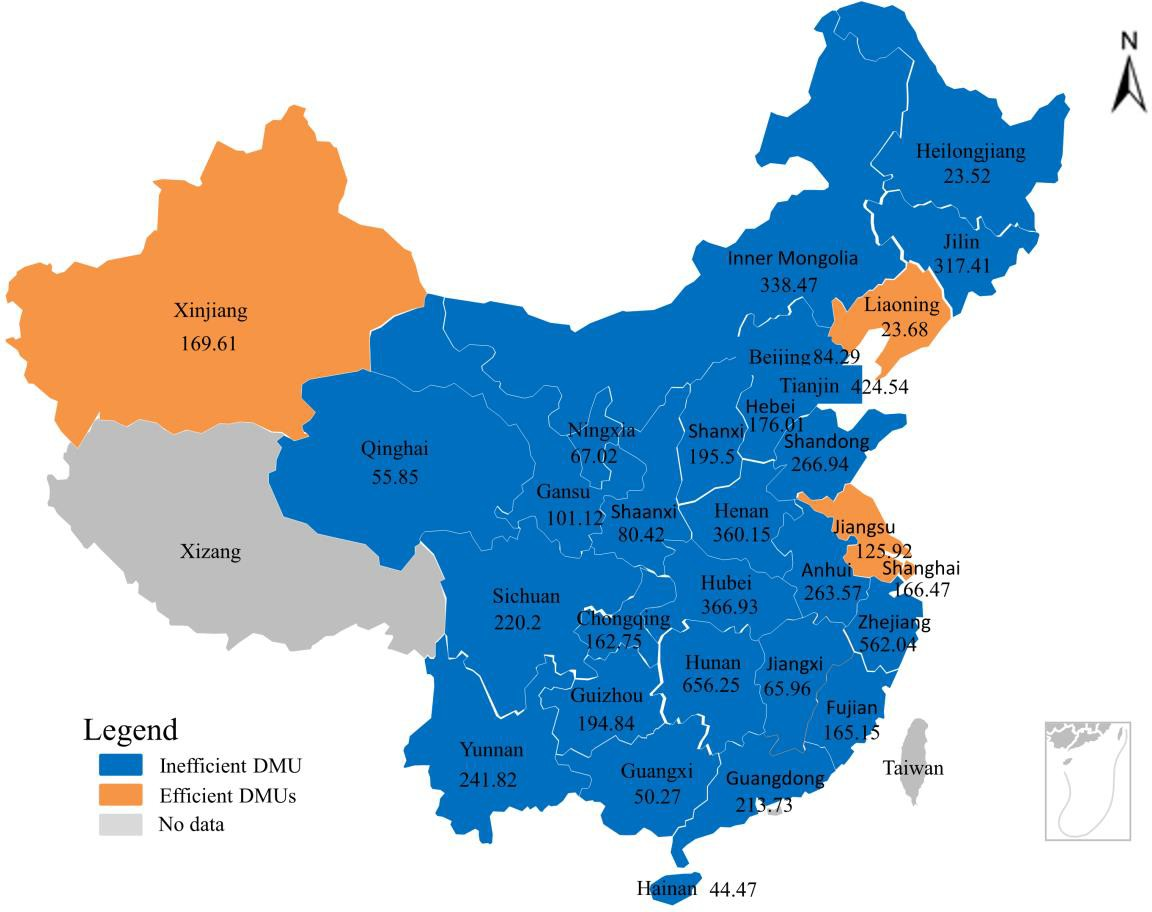 N
Heilongjiang
23.52
Jilin
317.41
Inner Mongolia
338.47
Liaoning
23.68
Xinjiang
169.61
Beijing 84.29
Tianjin 424.54
Hebei
176.01
Ningxia
67.02
Shanxi
195.5
Shandong
266.94
Qinghai
55.85
Gansu
101.12
Shaanxi
80.42
Henan
360.15
Jiangsu
125.92
Xizang
Anhui
263.57
Shanghai
166.47
Sichuan
220.2
Hubei
366.93
Chongqing
162.75
Zhejiang
562.04
Hunan
656.25
Jiangxi
65.96
Guizhou
194.84
Fujian
165.15
Yunnan
241.82
Guangxi
50.27
Guangdong
213.73
Taiwan
Hainan 44.47
Legend
Inefficient DMU
Efficient DMUs
No data